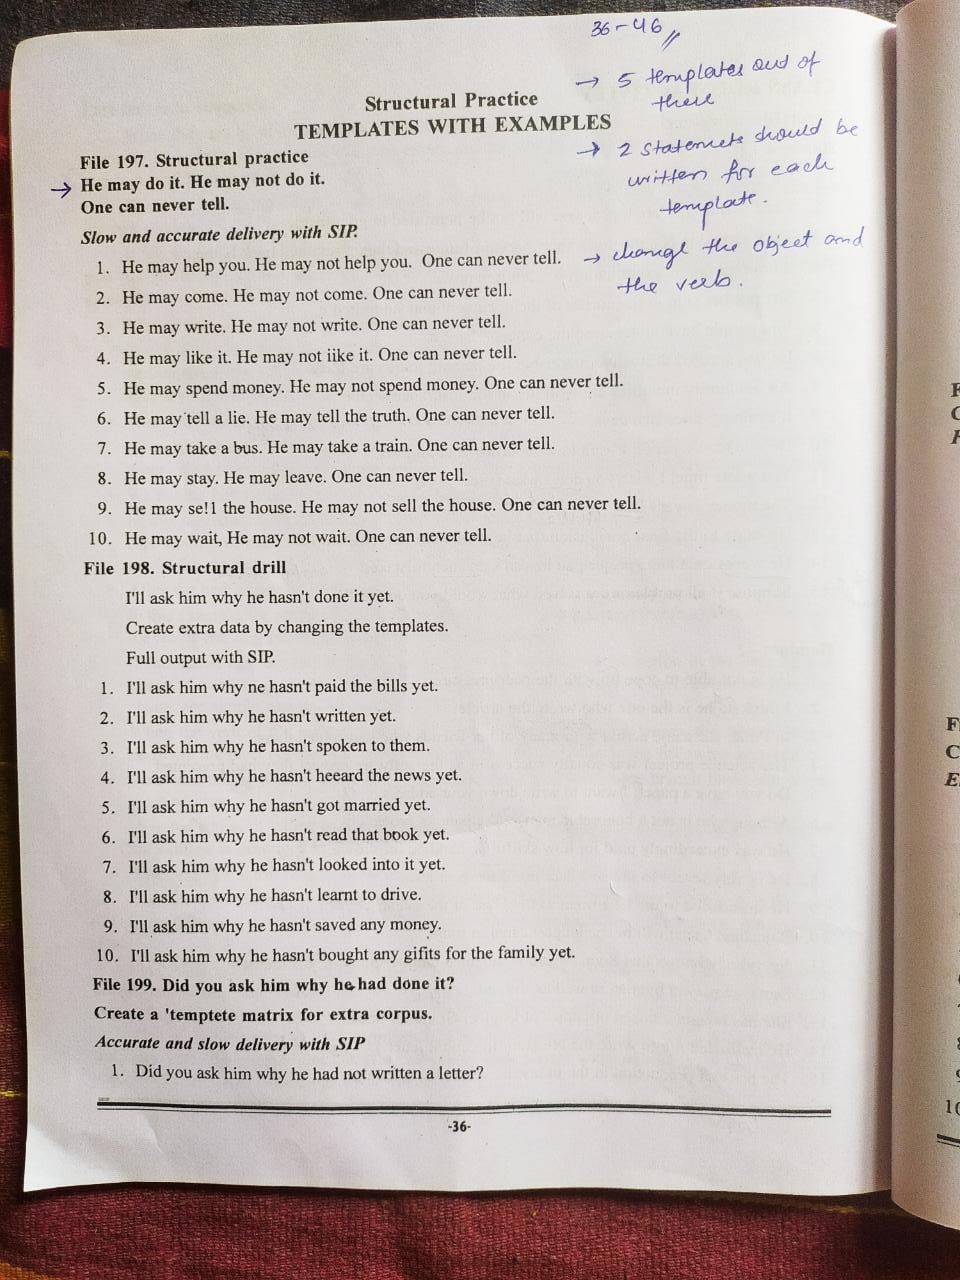 36-46
→ 5 templates out of
there
Structural Practice
TEMPLATES WITH EXAMPLES
→ 2 statements should be
written for each
template.
→ change the object and
the verb.
File 197. Structural practice
→ He may do it. He may not do it.
One can never tell.
Slow and accurate delivery with SIP.
1. He may help you. He may not help you. One can never tell.
2. He may come. He may not come. One can never tell.
3. He may write. He may not write. One can never tell.
4. He may like it. He may not iike it. One can never tell.
5. He may spend money. He may not spend money. One can never tell.
6. He may tell a lie. He may tell the truth. One can never tell.
7. He may take a bus. He may take a train. One can never tell.
8. He may stay. He may leave. One can never tell.
9. He may se!1 the house. He may not sell the house. One can never tell.
10. He may wait, He may not wait. One can never tell.
File 198. Structural drill
I'll ask him why he hasn't done it yet.
Create extra data by changing the templates.
Full output with SIP.
1. I'll ask him why ne hasn't paid the bills yet.
2. I'll ask him why he hasn't written yet.
3. I'll ask him why he hasn't spoken to them.
4. I'll ask him why he hasn't heeard the news yet.
5. I'll ask him why he hasn't got married yet.
6. I'll ask him why he hasn't read that book yet.
7. I'll ask him why he hasn't looked into it yet.
8. I'll ask him why he hasn't learnt to drive.
9. I'll ask him why he hasn't saved any money.
10. I'll ask him why he hasn't bought any gifits for the family yet.
File 199. Did you ask him why he had done it?
Create a 'temptete matrix for extra corpus.
Accurate and slow delivery with SIP
1. Did you ask him why he had not written a letter?
-36-